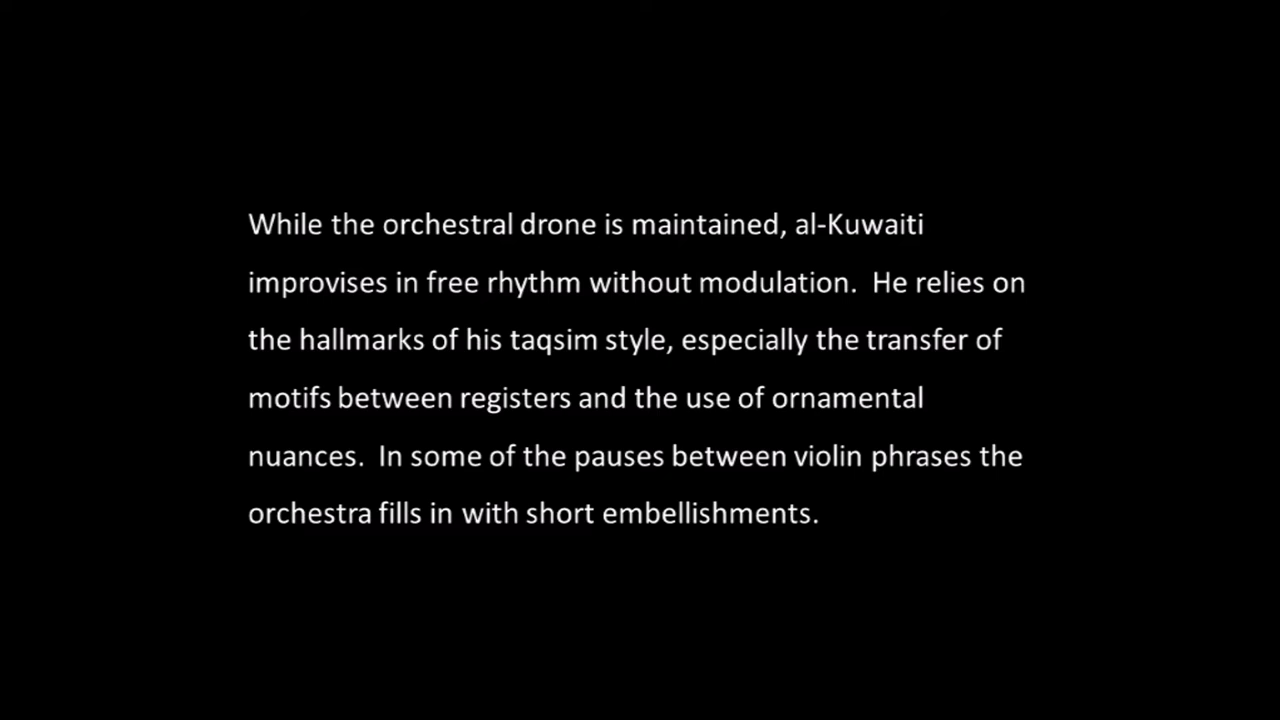 While the orchestral drone is maintained, al-Kuwaiti
improvises in free rhythm without modulation.  He relies on
the hallmarks of his taqsim style, especially the transfer of
motifs between registers and the use of ornamental
nuances.  In some of the pauses between violin phrases the
orchestra fills in with short embellishments.